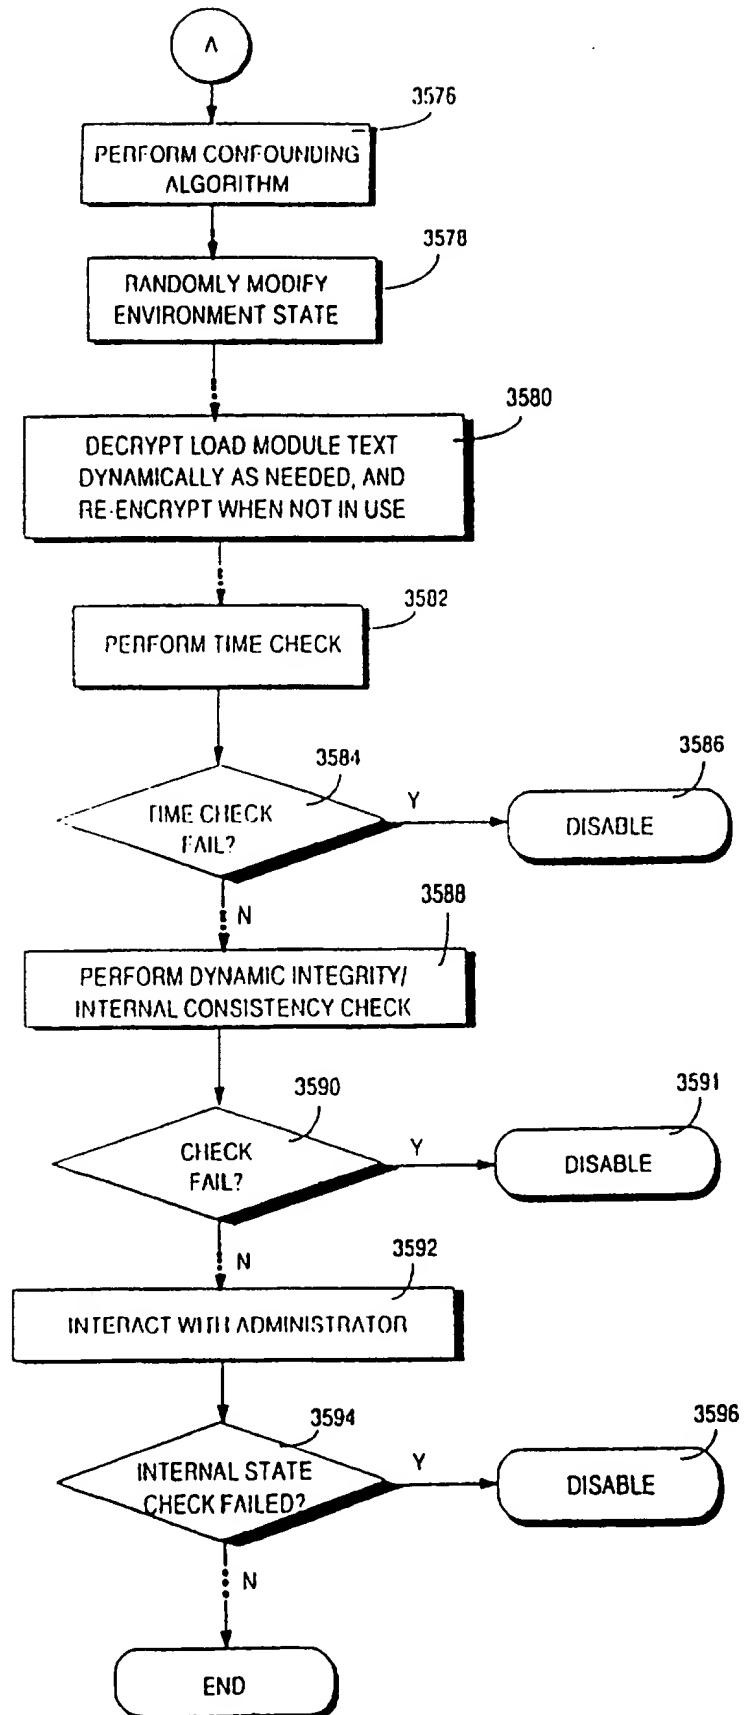 A
3576
PERFORM CONFOUNDING
ALGORITHM
3578
RANDOMLY MODIFY
ENVIRONMENT STATE
3580
DECRYPT LOAD MODULE TEXT
DYNAMICALLY AS NEEDED, AND
RE-ENCRYPT WHEN NOT IN USE
3582
PERFORM TIME CHECK
3584
TIME CHECK
FAIL?
Y
3586
DISABLE
N
3588
PERFORM DYNAMIC INTEGRITY/
INTERNAL CONSISTENCY CHECK
3590
CHECK
FAIL?
Y
3591
DISABLE
N
3592
INTERACT WITH ADMINISTRATOR
3594
INTERNAL STATE
CHECK FAILED?
Y
3596
DISABLE
N
END